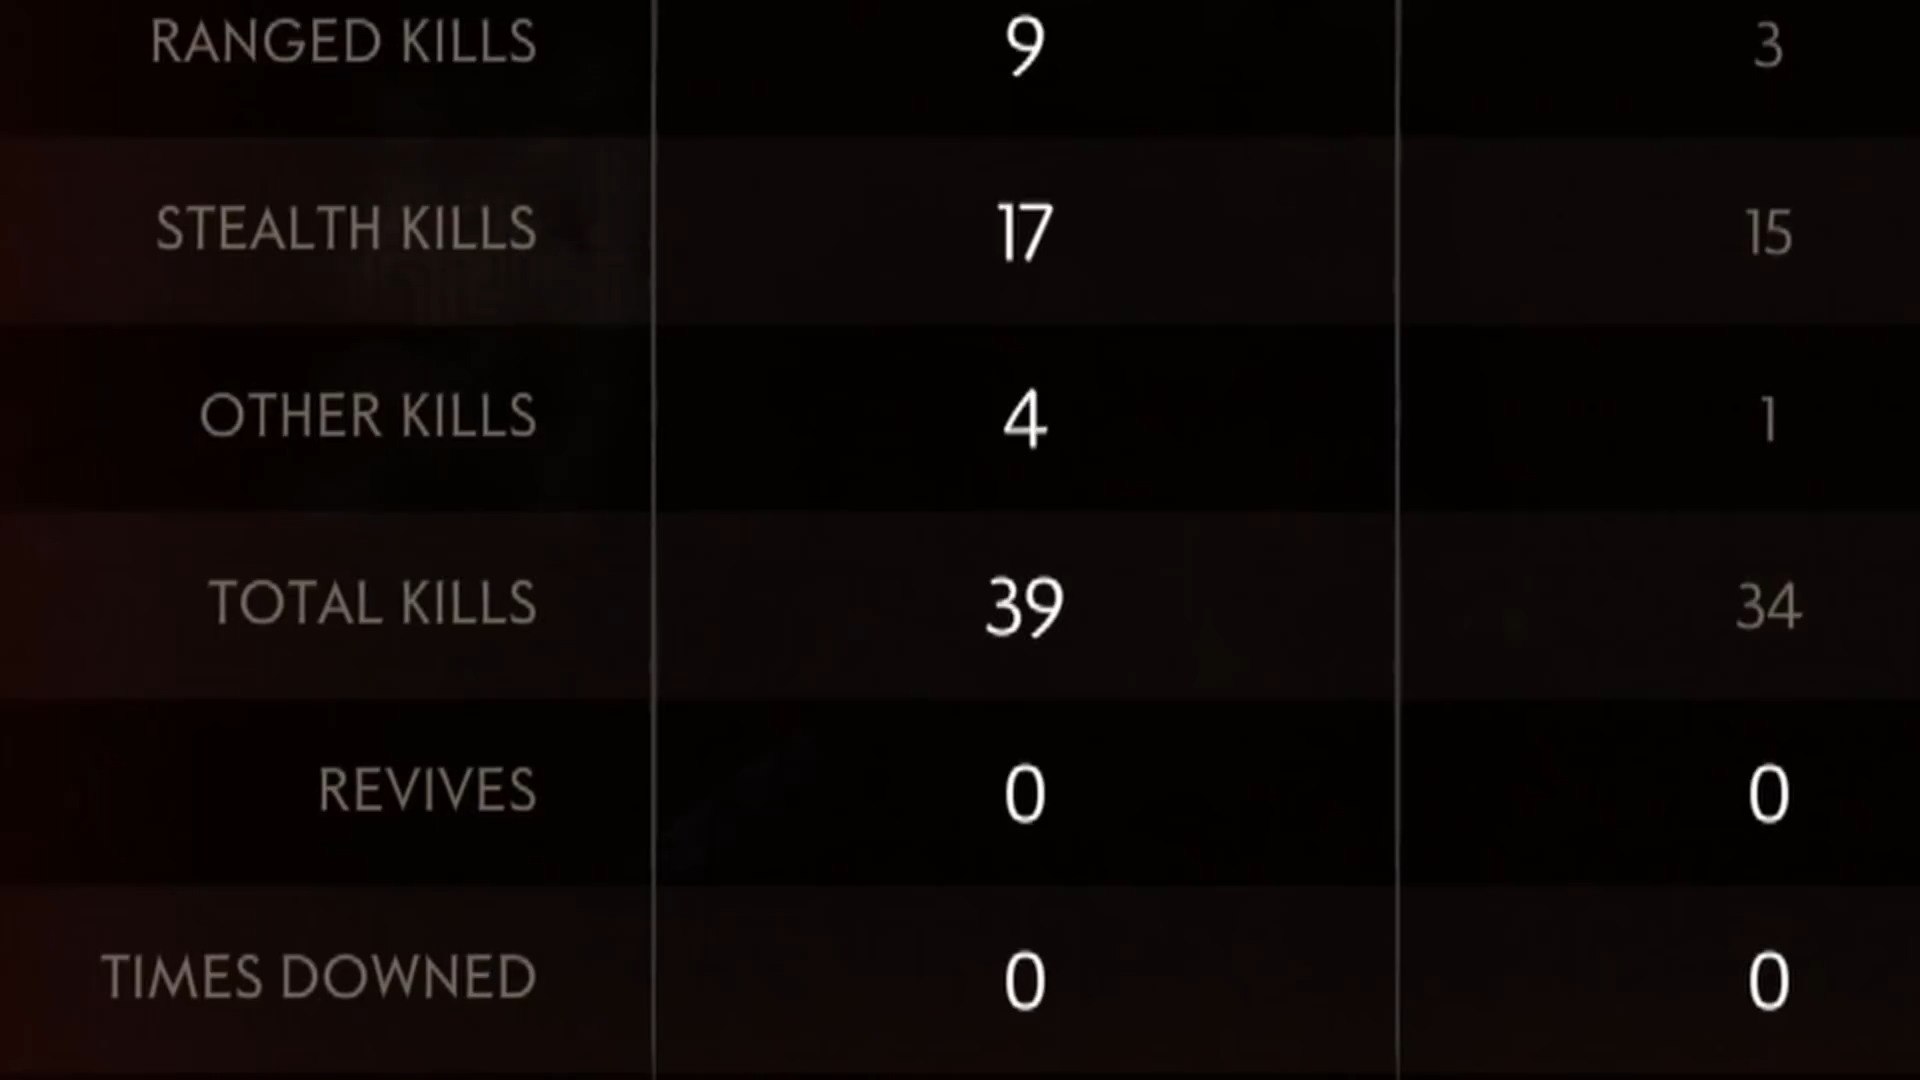 RANGED KILLS 9 3
STEALTH KILLS 17 15
OTHER KILLS 4 1
TOTAL KILLS 39 34
REVIVES 0 0
TIMES DOWNED 0 0